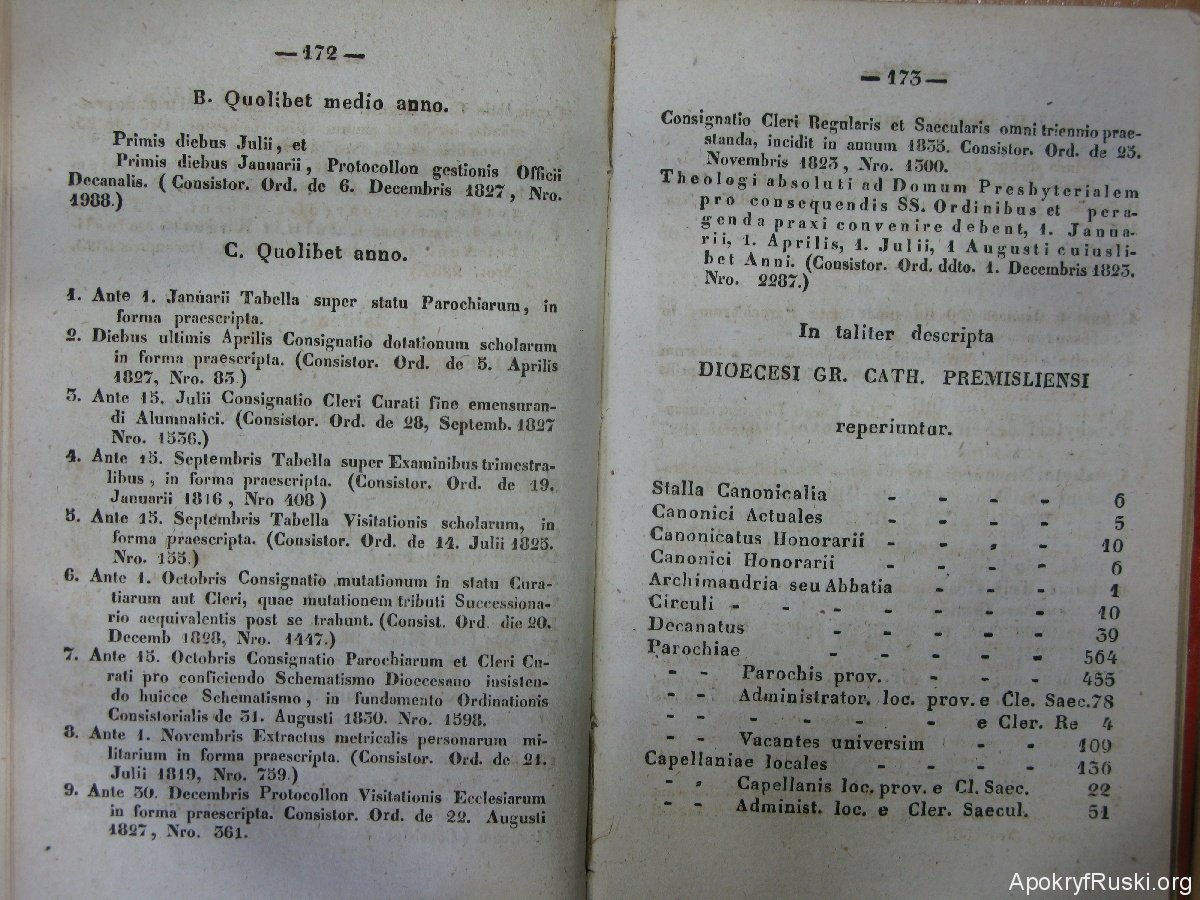 — 172 —
B. Quolibet medio anno.
Primis diebus Julii, et
Primis diebus Januarii, Protocollon gestionis Officii
Decanalis. (Consistor. Ord. de 6. Decembris 1827, Nro.
1988.)
C. Quolibet anno.
1. Ante 1. Januarii Tabella super statu Parochiarum, in
forma praescripta.
2. Diebus ultimis Aprilis Consignatio dotationum scholarum
in forma praescripta. (Consistor. Ord. de 5. Aprilis
1827, Nro. 83.)
3. Ante 15. Julii Consignatio Cleri Curati fine emensuran-
di Alumnatici. (Consistor. Ord. de 28, Septemb. 1827
Nro. 1536.)
4. Ante 15. Septembris Tabella super Examinibus trimestra-
libus, in forma praescripta. (Consistor. Ord. de 19.
Januarii 1816, Nro 408)
5. Ante 15. Septembris Tabella Visitationis scholarum, in
forma praescripta. (Consistor. Ord. de 14. Julii 1825.
Nro. 155.)
6. Ante 1. Octobris Consignatio mutationum in statu Cura-
tiarum aut Cleri, quae mutationem tributi Successiona-
rio aequivalentis post se trahunt. (Consist. Ord. die 20.
Decemb 1828, Nro. 1447.)
7. Ante 15. Octobris Consignatio Parochiarum et Cleri Cu-
rati pro conficiendo Schematismo Dioecesano insisten-
do huicce Schematismo, in fundamento Ordinationis
Consistorialis de 31. Augusti 1830. Nro. 1598.
8. Ante 1. Novembris Extractus metricalis personarum mi-
litarium in forma praescripta. (Consistor. Ord. de 21.
Julii 1819, Nro. 759.)
9. Ante 30. Decembris Protocollon Visitationis Ecclesiarum
in forma praescripta. Consistor. Ord. de 22. Augusti
1827, Nro. 361.
— 173 —
Consignatio Cleri Regularis et Saecularis omni triennio prae-
standa, incidit in annum 1833. Consistor. Ord. de 23.
Novembris 1823, Nro. 1300.
Theologi absoluti ad Domum Presbyterialem
pro consequendis SS. Ordinibus et pera-
genda praxi convenire debent, 1. Janua-
rii, 1. Aprilis, 1. Julii, 1 Augusti cuiusli-
bet Anni. (Consistor. Ord. ddto. 1. Decembris 1823.
Nro. 2287.)
In taliter descripta
DIOECESI GR. CATH. PREMISLIENSI
reperiuntur.
Stalla Canonicalia - - - - 6
Canonici Actuales - - - - 5
Canonicatus Honorarii - - - - 10
Canonici Honorarii - - - - 6
Archimandria seu Abbatia - - - 1
Circuli - - - - - - - 10
Decanatus - - - - - 39
Parochiae - - - - - 564
- - Parochis prov. - - - 455
- - Administrator. loc. prov. e Cle. Saec. 78
- - - - - - e Cler. Re 4
- - Vacantes universim - - 109
Capellaniae locales - - - - 136
- - Capellanis loc. prov. e Cl. Saec. 22
- - Administ. loc. e Cler. Saecul. 51
ApokryfRuski.org